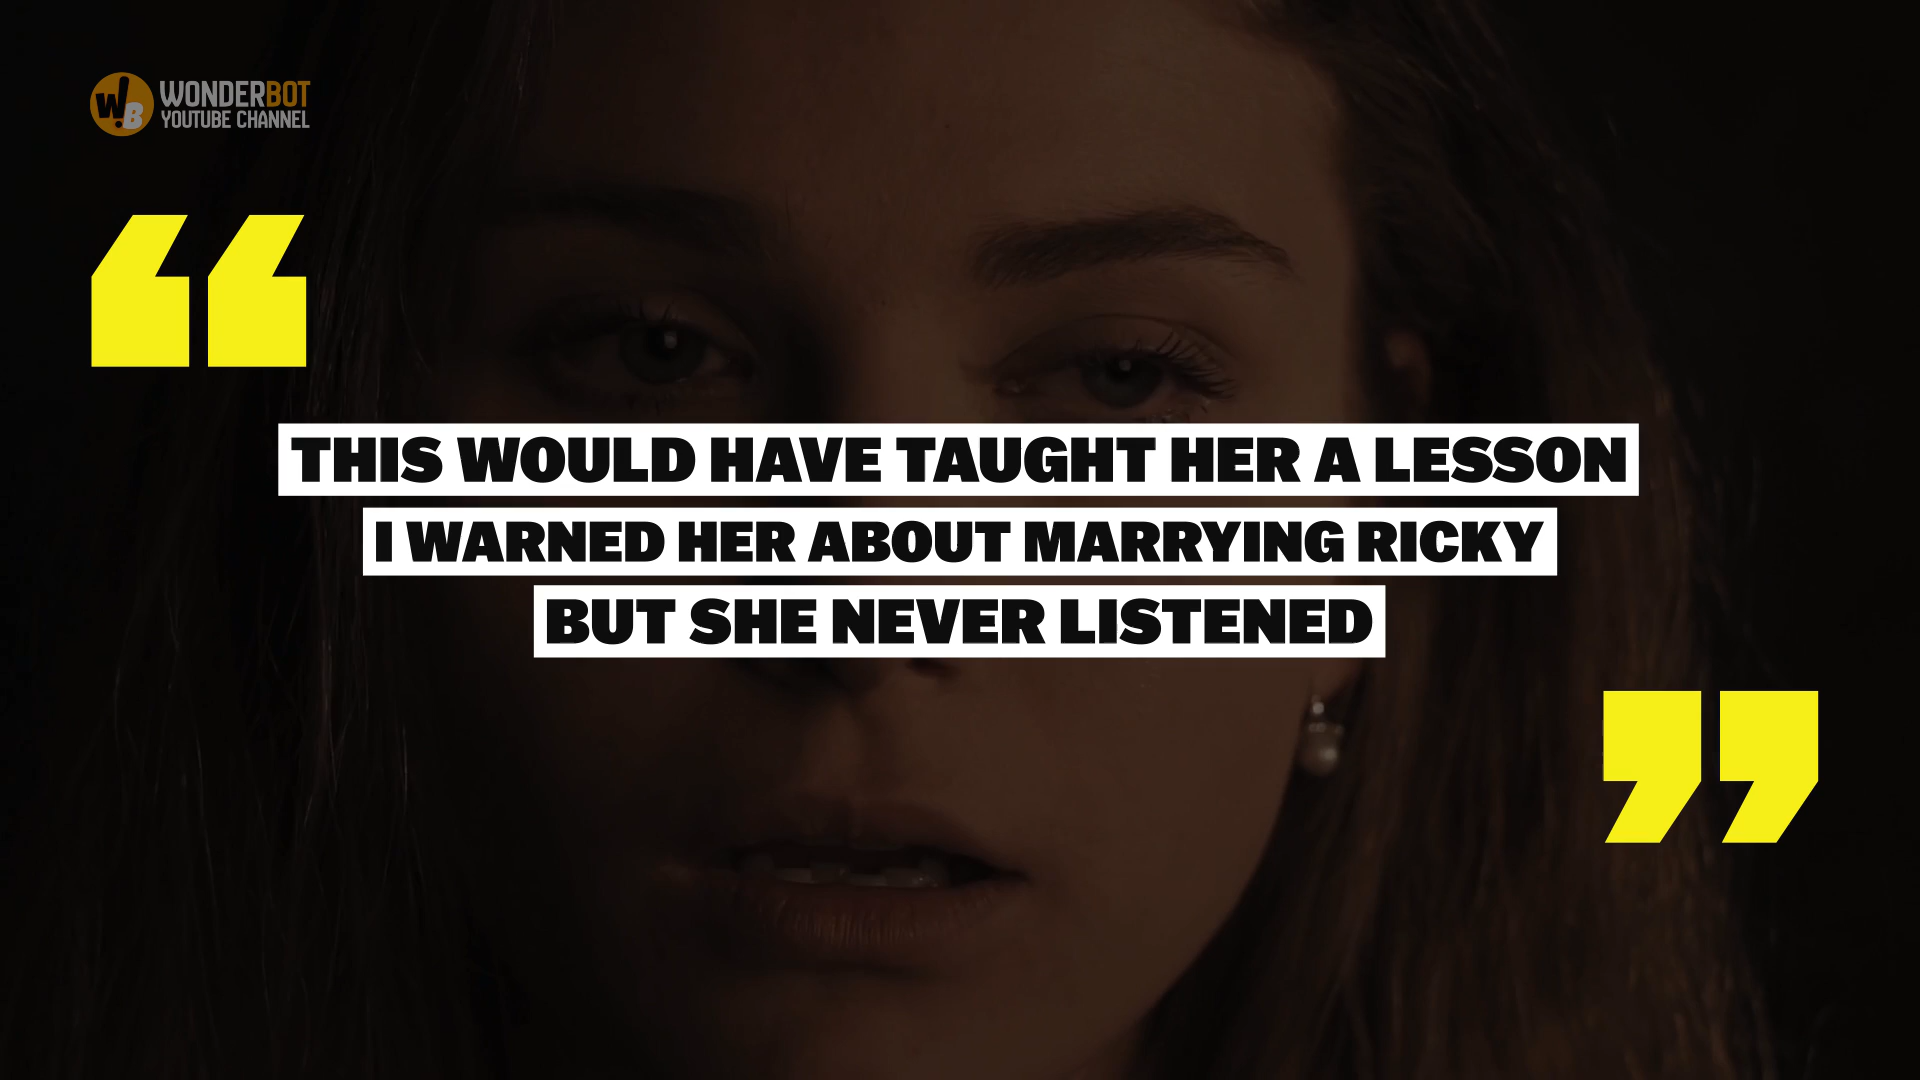 W!B WONDERBOT
YOUTUBE CHANNEL
“
THIS WOULD HAVE TAUGHT HER A LESSON
I WARNED HER ABOUT MARRYING RICKY
BUT SHE NEVER LISTENED
”